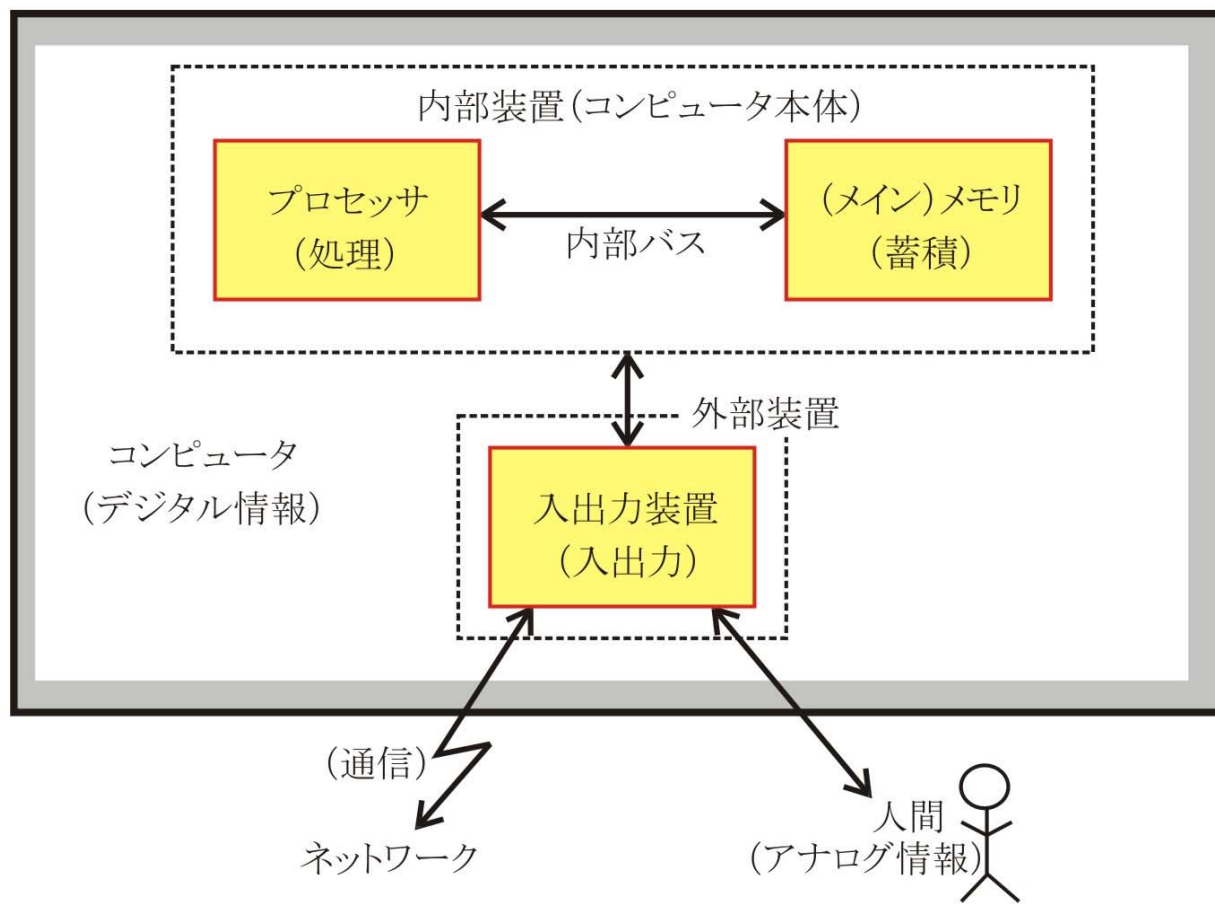 内部装置(コンピュータ本体)
プロセッサ
(処理)
内部バス
(メイン)メモリ
(蓄積)
外部装置
コンピュータ
(デジタル情報)
入出力装置
(入出力)
(通信)
ネットワーク
人間
(アナログ情報)